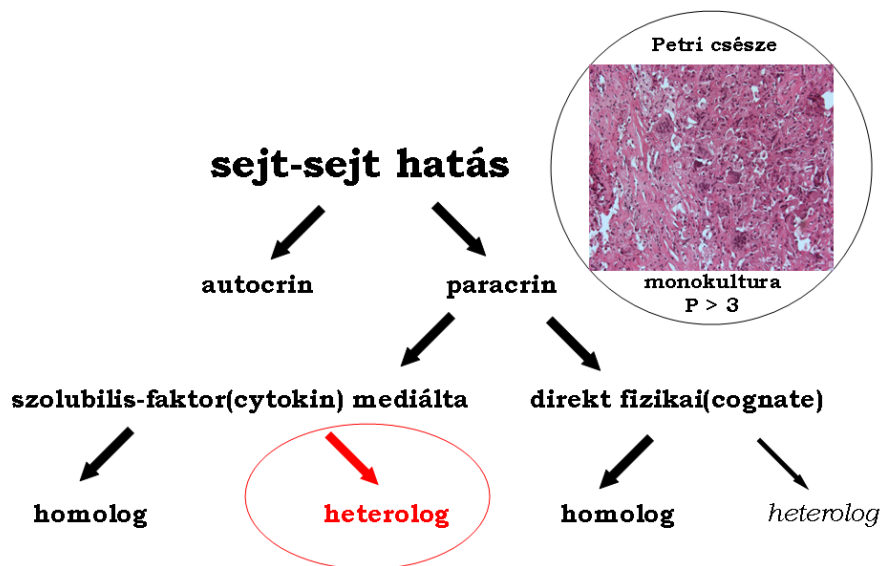 Petri csésze
sejt-sejt hatás
monokultura
P > 3
autocrin
paracrin
szolubilis-faktor(cytokin) mediálta
direkt fizikai(cognate)
homolog
heterolog
homolog
heterolog